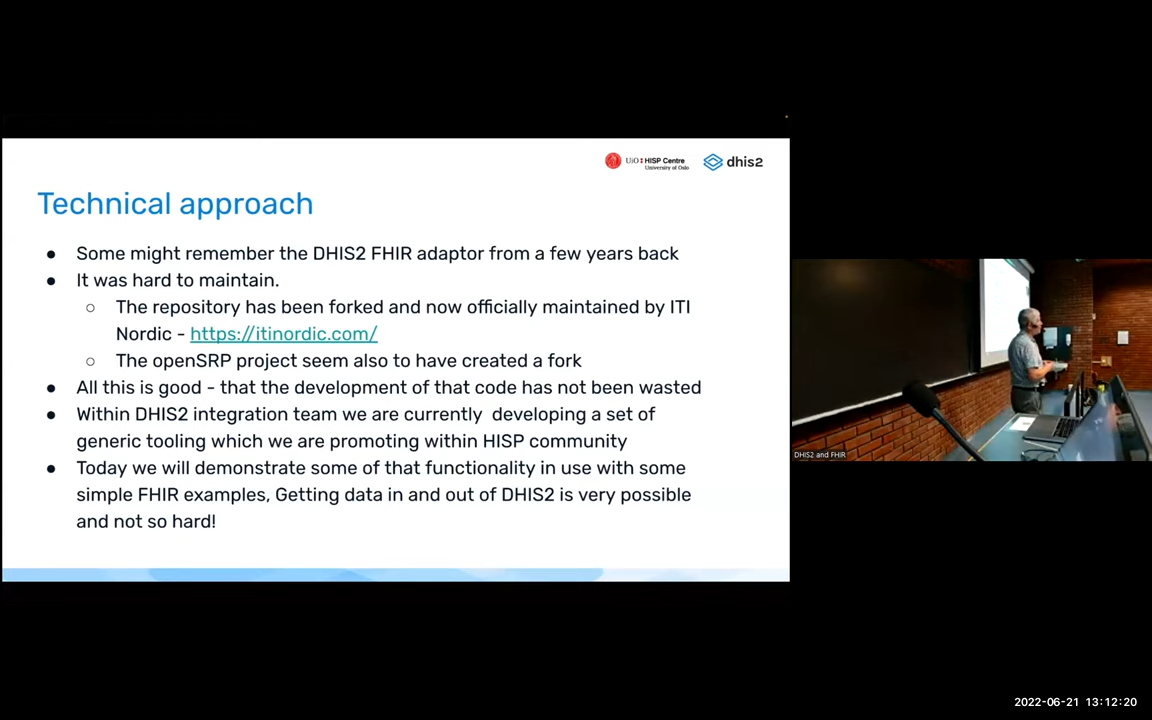 UiO HISP Centre
University of Oslo
dhis2
Technical approach
● Some might remember the DHIS2 FHIR adaptor from a few years back
● It was hard to maintain.
○ The repository has been forked and now officially maintained by ITI
Nordic - https://itinordic.com/
○ The openSRP project seem also to have created a fork
● All this is good - that the development of that code has not been wasted
● Within DHIS2 integration team we are currently developing a set of
generic tooling which we are promoting within HISP community
● Today we will demonstrate some of that functionality in use with some
simple FHIR examples, Getting data in and out of DHIS2 is very possible
and not so hard!
DHIS2 and FHIR
2022-06-21 13:12:20